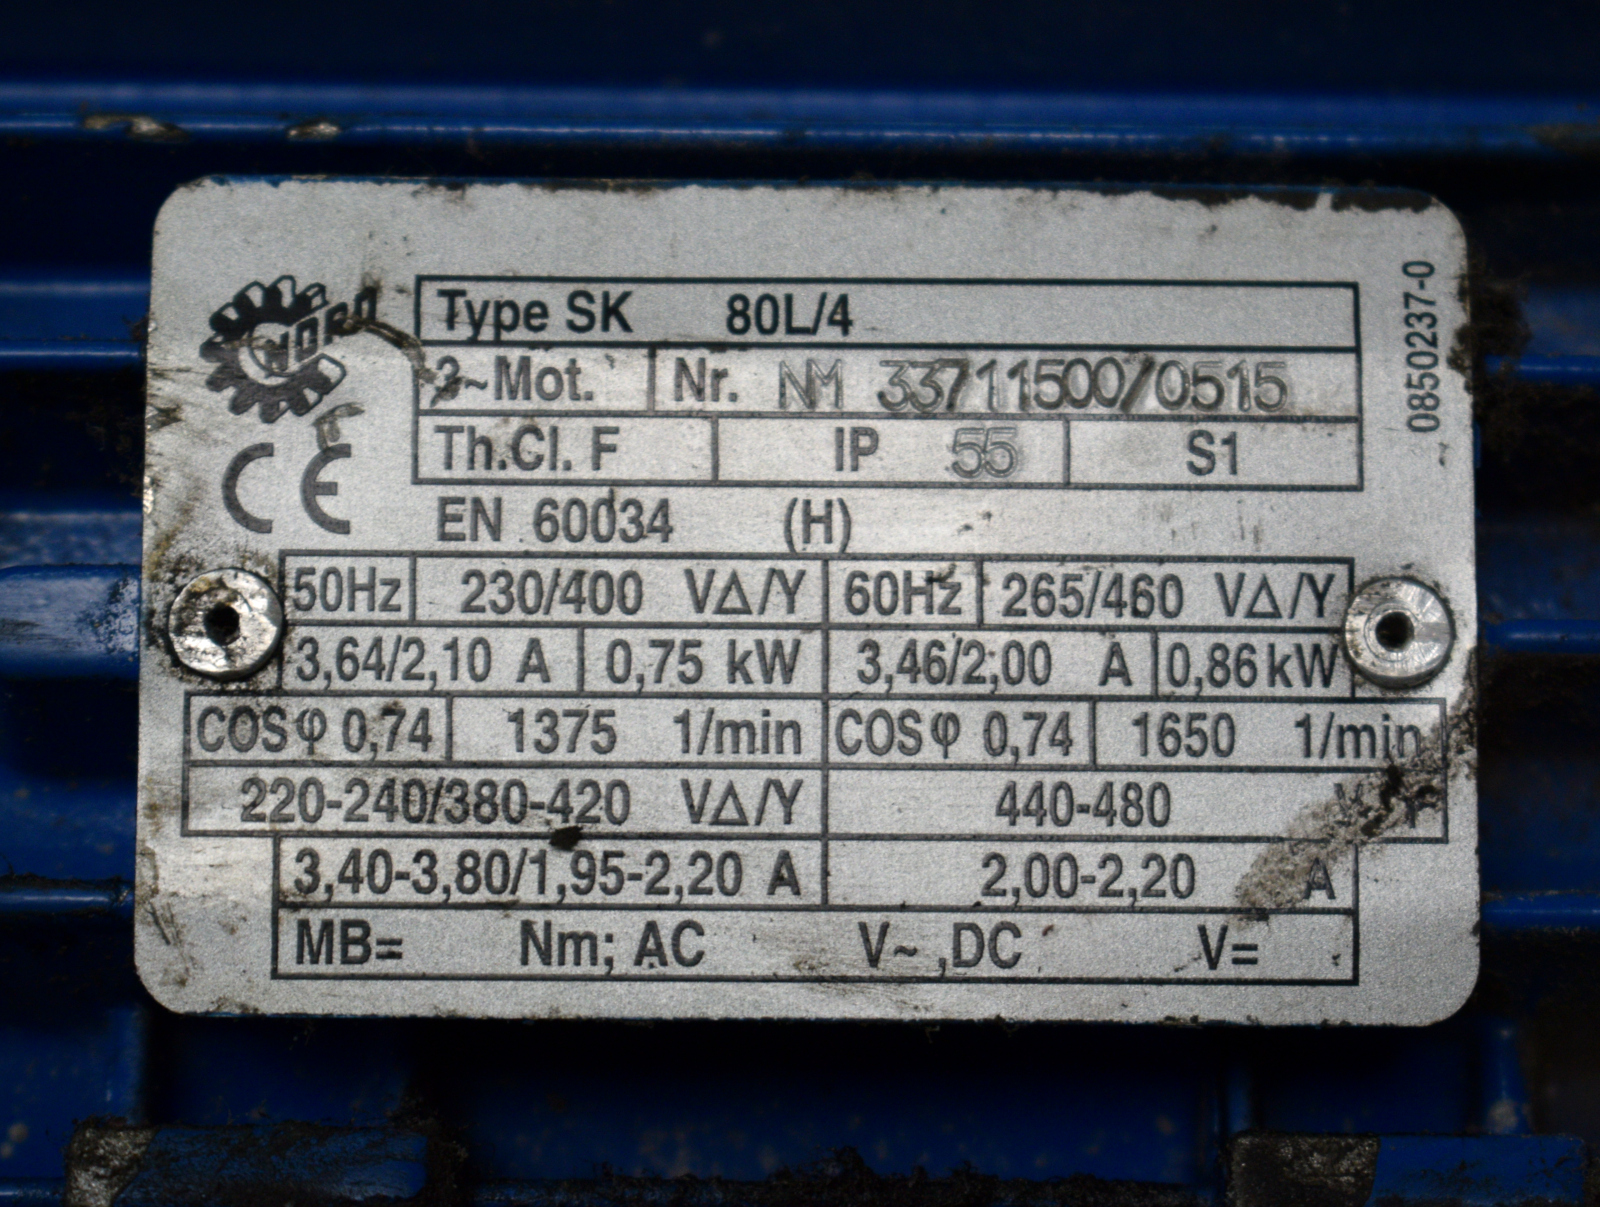 NORD
Type SK 80L/4
3~Mot. Nr. NM 33711500/0515
Th.Cl. F IP 55 S1
CE
EN 60034 (H)
50Hz 230/400 VΔ/Y 60Hz 265/460 VΔ/Y
3,64/2,10 A 0,75 kW 3,46/2,00 A 0,86 kW
COS φ 0,74 1375 1/min COS φ 0,74 1650 1/min
220-240/380-420 VΔ/Y 440-480 V Y
3,40-3,80/1,95-2,20 A 2,00-2,20 A
MB= Nm; AC V~ ,DC V=
0850237-0